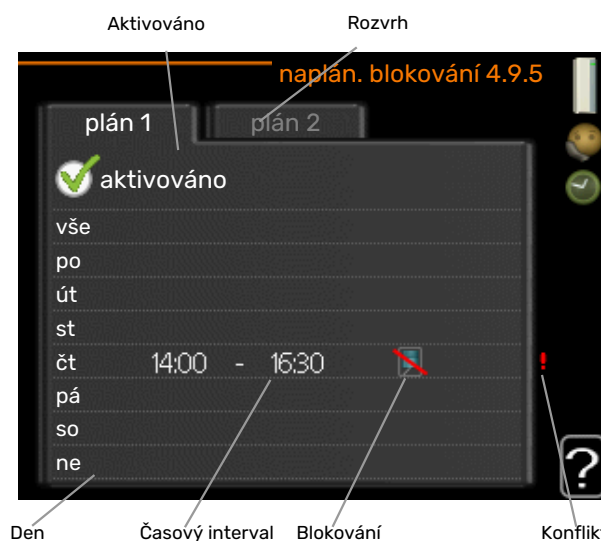 Aktivováno Rozvrh
naplán. blokování 4.9.5
plán 1 plán 2
aktivováno
vše
po
út
st
čt 14:00 - 16:30 !
pá
so
ne
?
Den Časový interval Blokování Konflikt